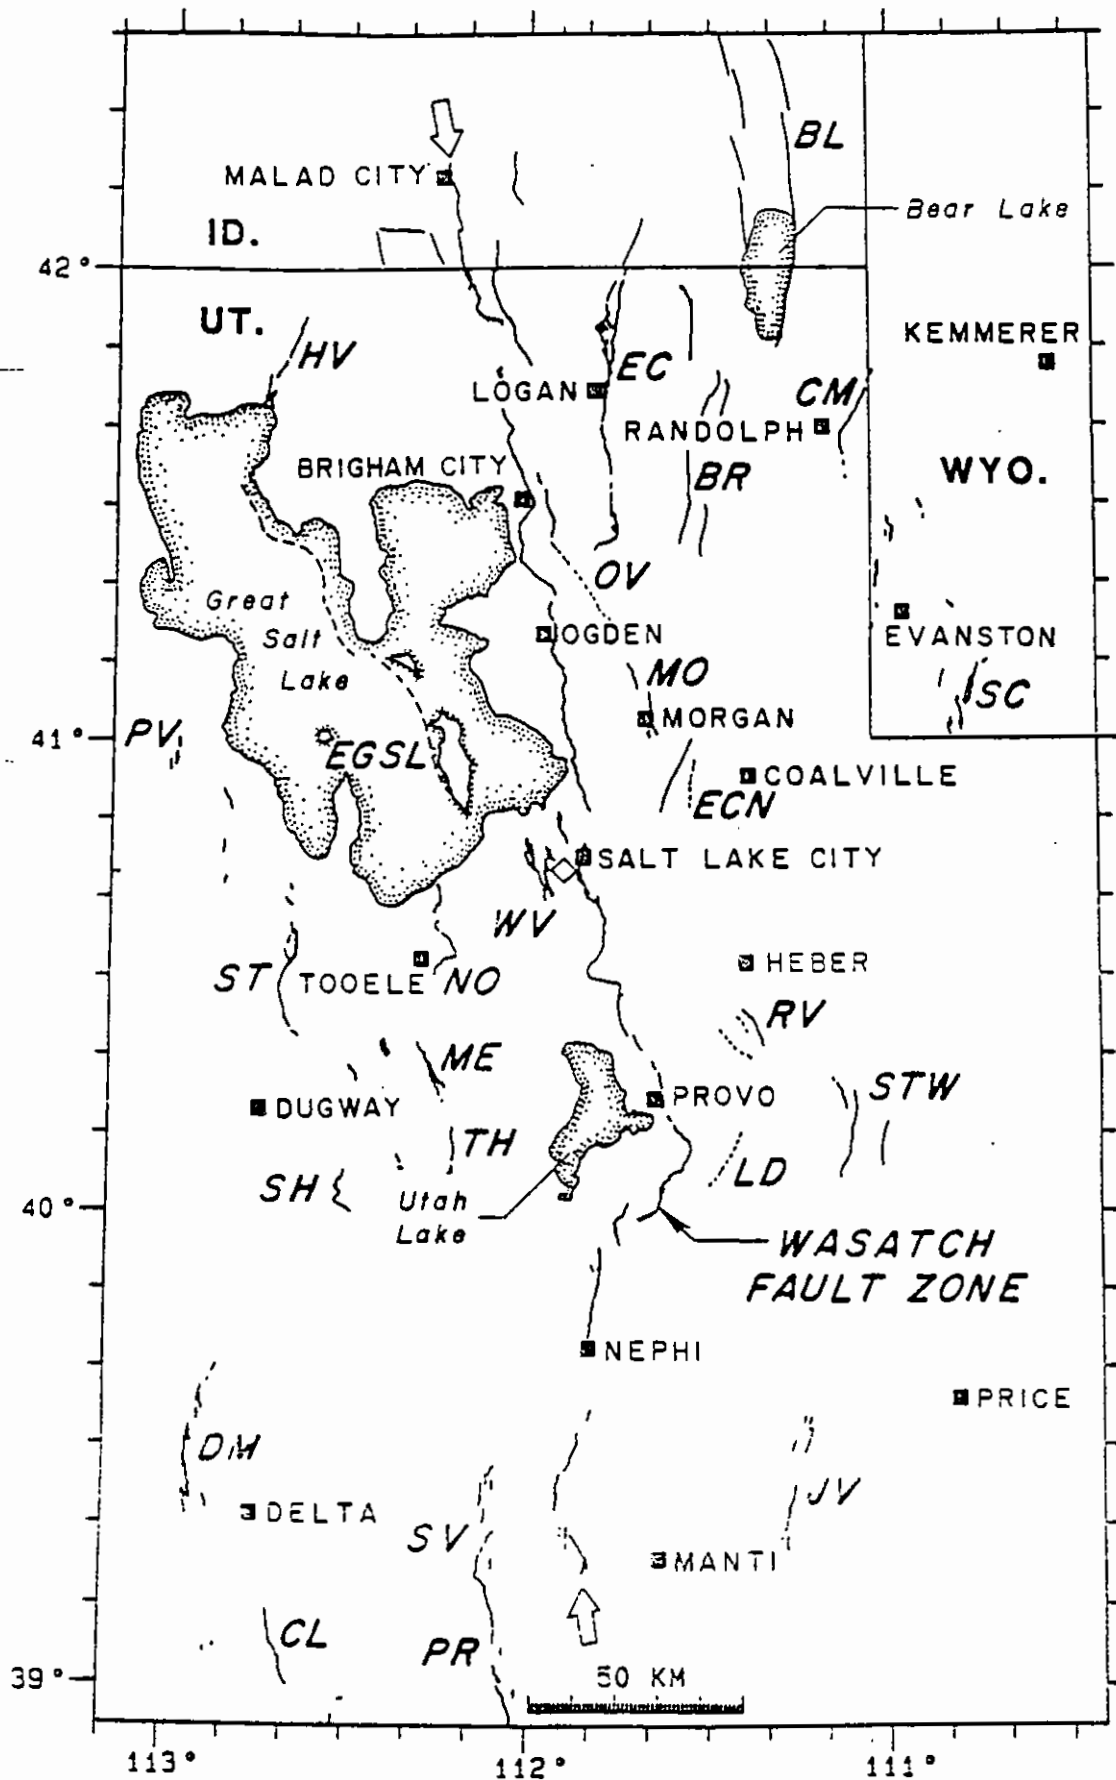 BL
MALAD CITY
Bear Lake
ID.
42°
UT.
KEMMERER
HV
EC
LOGAN
CM
RANDOLPH
BRIGHAM CITY
BR
WYO.
OV
Great
Salt
Lake
OGDEN
EVANSTON
MO
SC
MORGAN
41°
PV
EGSL
COALVILLE
ECN
SALT LAKE CITY
WV
HEBER
ST
TOOELE
NO
RV
ME
STW
DUGWAY
PROVO
TH
LD
SH
40°
Utah
Lake
WASATCH
FAULT ZONE
NEPHI
PRICE
DM
JV
DELTA
SV
MANTI
CL
PR
39°
50 KM
113°
112°
111°